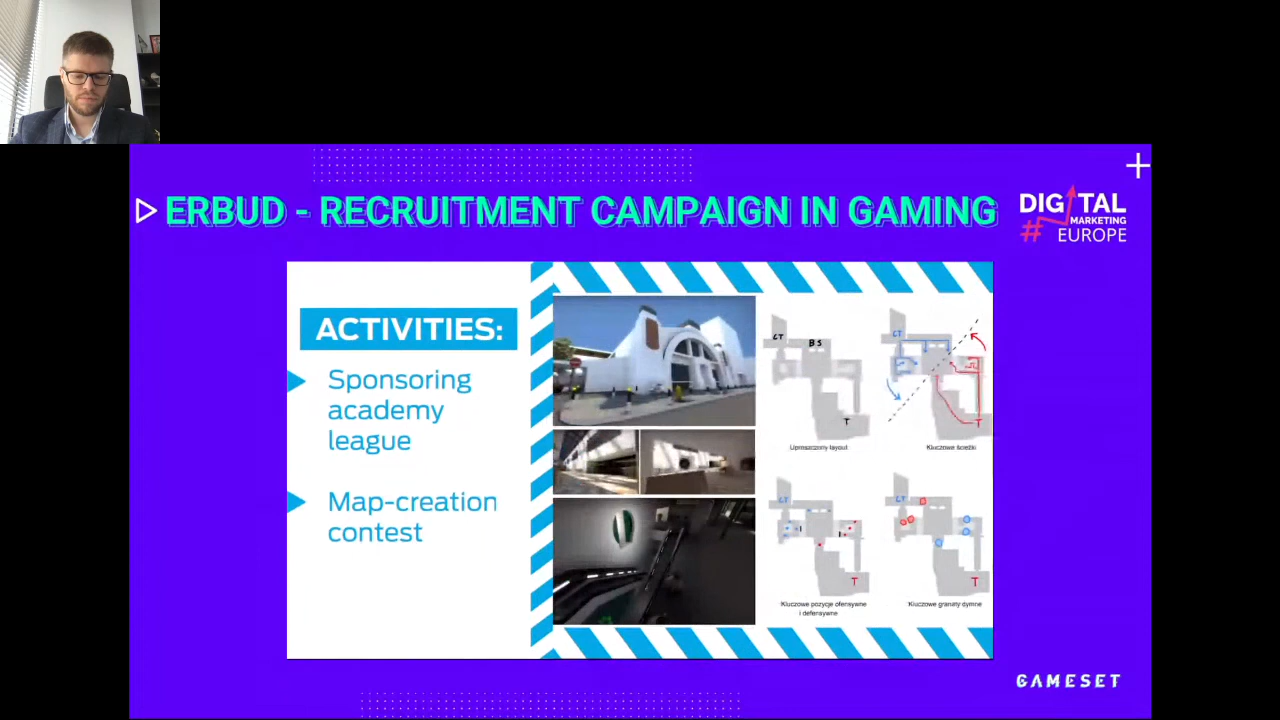 ERBUD - RECRUITMENT CAMPAIGN IN GAMING
DIGITAL
MARKETING
# EUROPE
ACTIVITIES:
Sponsoring
academy
league
Map-creation
contest
CT
BS
T
Uproszczony layout
CT
T
Kluczowe ścieżki
CT
T
Kluczowe pozycje ofensywne
i defensywne
CT
T
Kluczowe granaty dymne
GAMESET